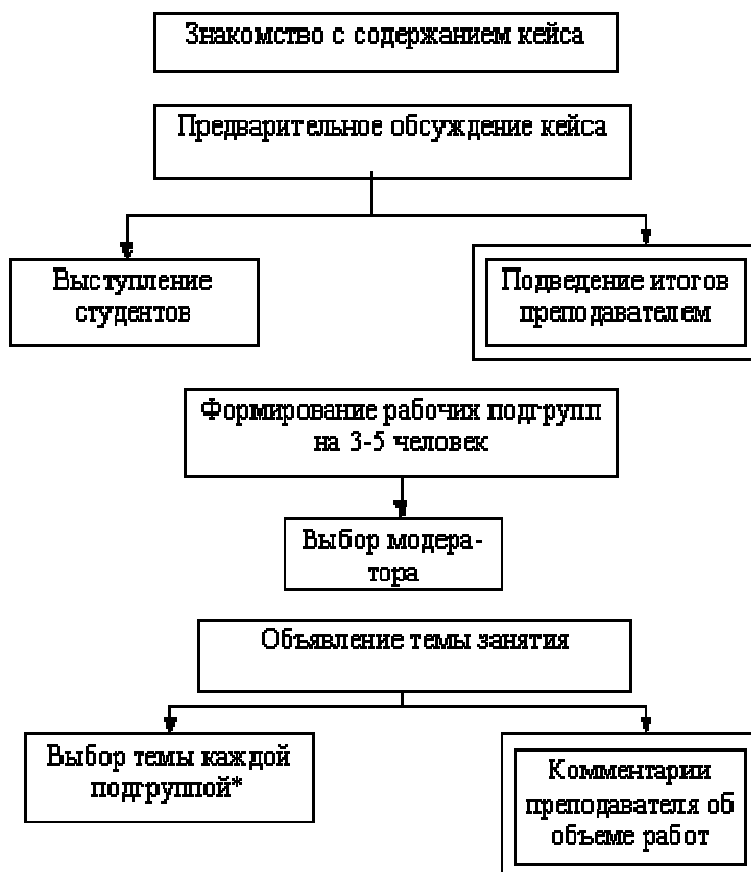 Знакомство с содержанием кейса
Предварительное обсуждение кейса
Выступление
студентов
Подведение итогов
преподавателем
Формирование рабочих подгрупп
на 3-5 человек
Выбор модера-
тора
Объявление темы занятия
Выбор темы каждой
подгруппой*
Комментарии
преподавателя об
объеме работ